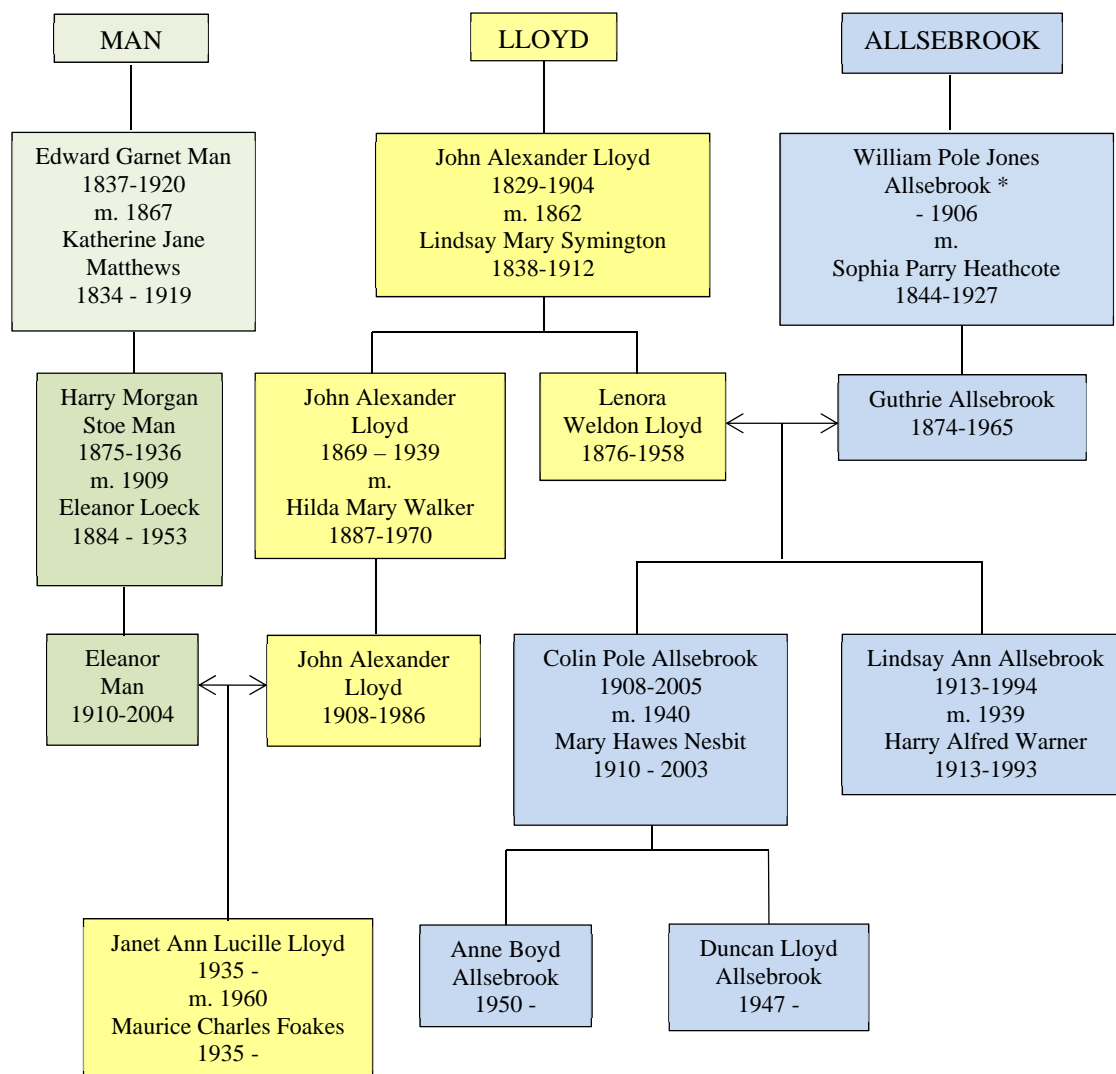 MAN
LLOYD
ALLSEBROOK
Edward Garnet Man
1837-1920
m. 1867
Katherine Jane
Matthews
1834 - 1919
John Alexander Lloyd
1829-1904
m. 1862
Lindsay Mary Symington
1838-1912
William Pole Jones
Allsebrook *
- 1906
m.
Sophia Parry Heathcote
1844-1927
Harry Morgan
Stoe Man
1875-1936
m. 1909
Eleanor Loeck
1884 - 1953
John Alexander
Lloyd
1869 – 1939
m.
Hilda Mary Walker
1887-1970
Lenora
Weldon Lloyd
1876-1958
Guthrie Allsebrook
1874-1965
Eleanor
Man
1910-2004
John Alexander
Lloyd
1908-1986
Colin Pole Allsebrook
1908-2005
m. 1940
Mary Hawes Nesbit
1910 - 2003
Lindsay Ann Allsebrook
1913-1994
m. 1939
Harry Alfred Warner
1913-1993
Janet Ann Lucille Lloyd
1935 -
m. 1960
Maurice Charles Foakes
1935 -
Anne Boyd
Allsebrook
1950 -
Duncan Lloyd
Allsebrook
1947 -